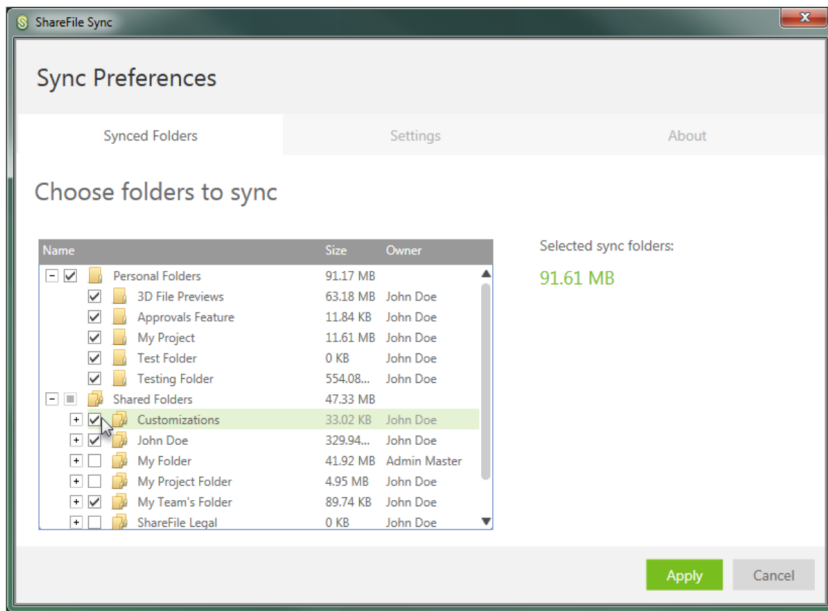 ShareFile Sync
Sync Preferences
Synced Folders Settings About
Choose folders to sync
Name Size Owner
Personal Folders 91.17 MB
3D File Previews 63.18 MB John Doe
Approvals Feature 11.84 KB John Doe
My Project 11.61 MB John Doe
Test Folder 0 KB John Doe
Testing Folder 554.08... John Doe
Shared Folders 47.33 MB
Customizations 33.02 KB John Doe
John Doe 329.94... John Doe
My Folder 41.92 MB Admin Master
My Project Folder 4.95 MB John Doe
My Team's Folder 89.74 KB John Doe
ShareFile Legal 0 KB John Doe
Selected sync folders:
91.61 MB
Apply Cancel